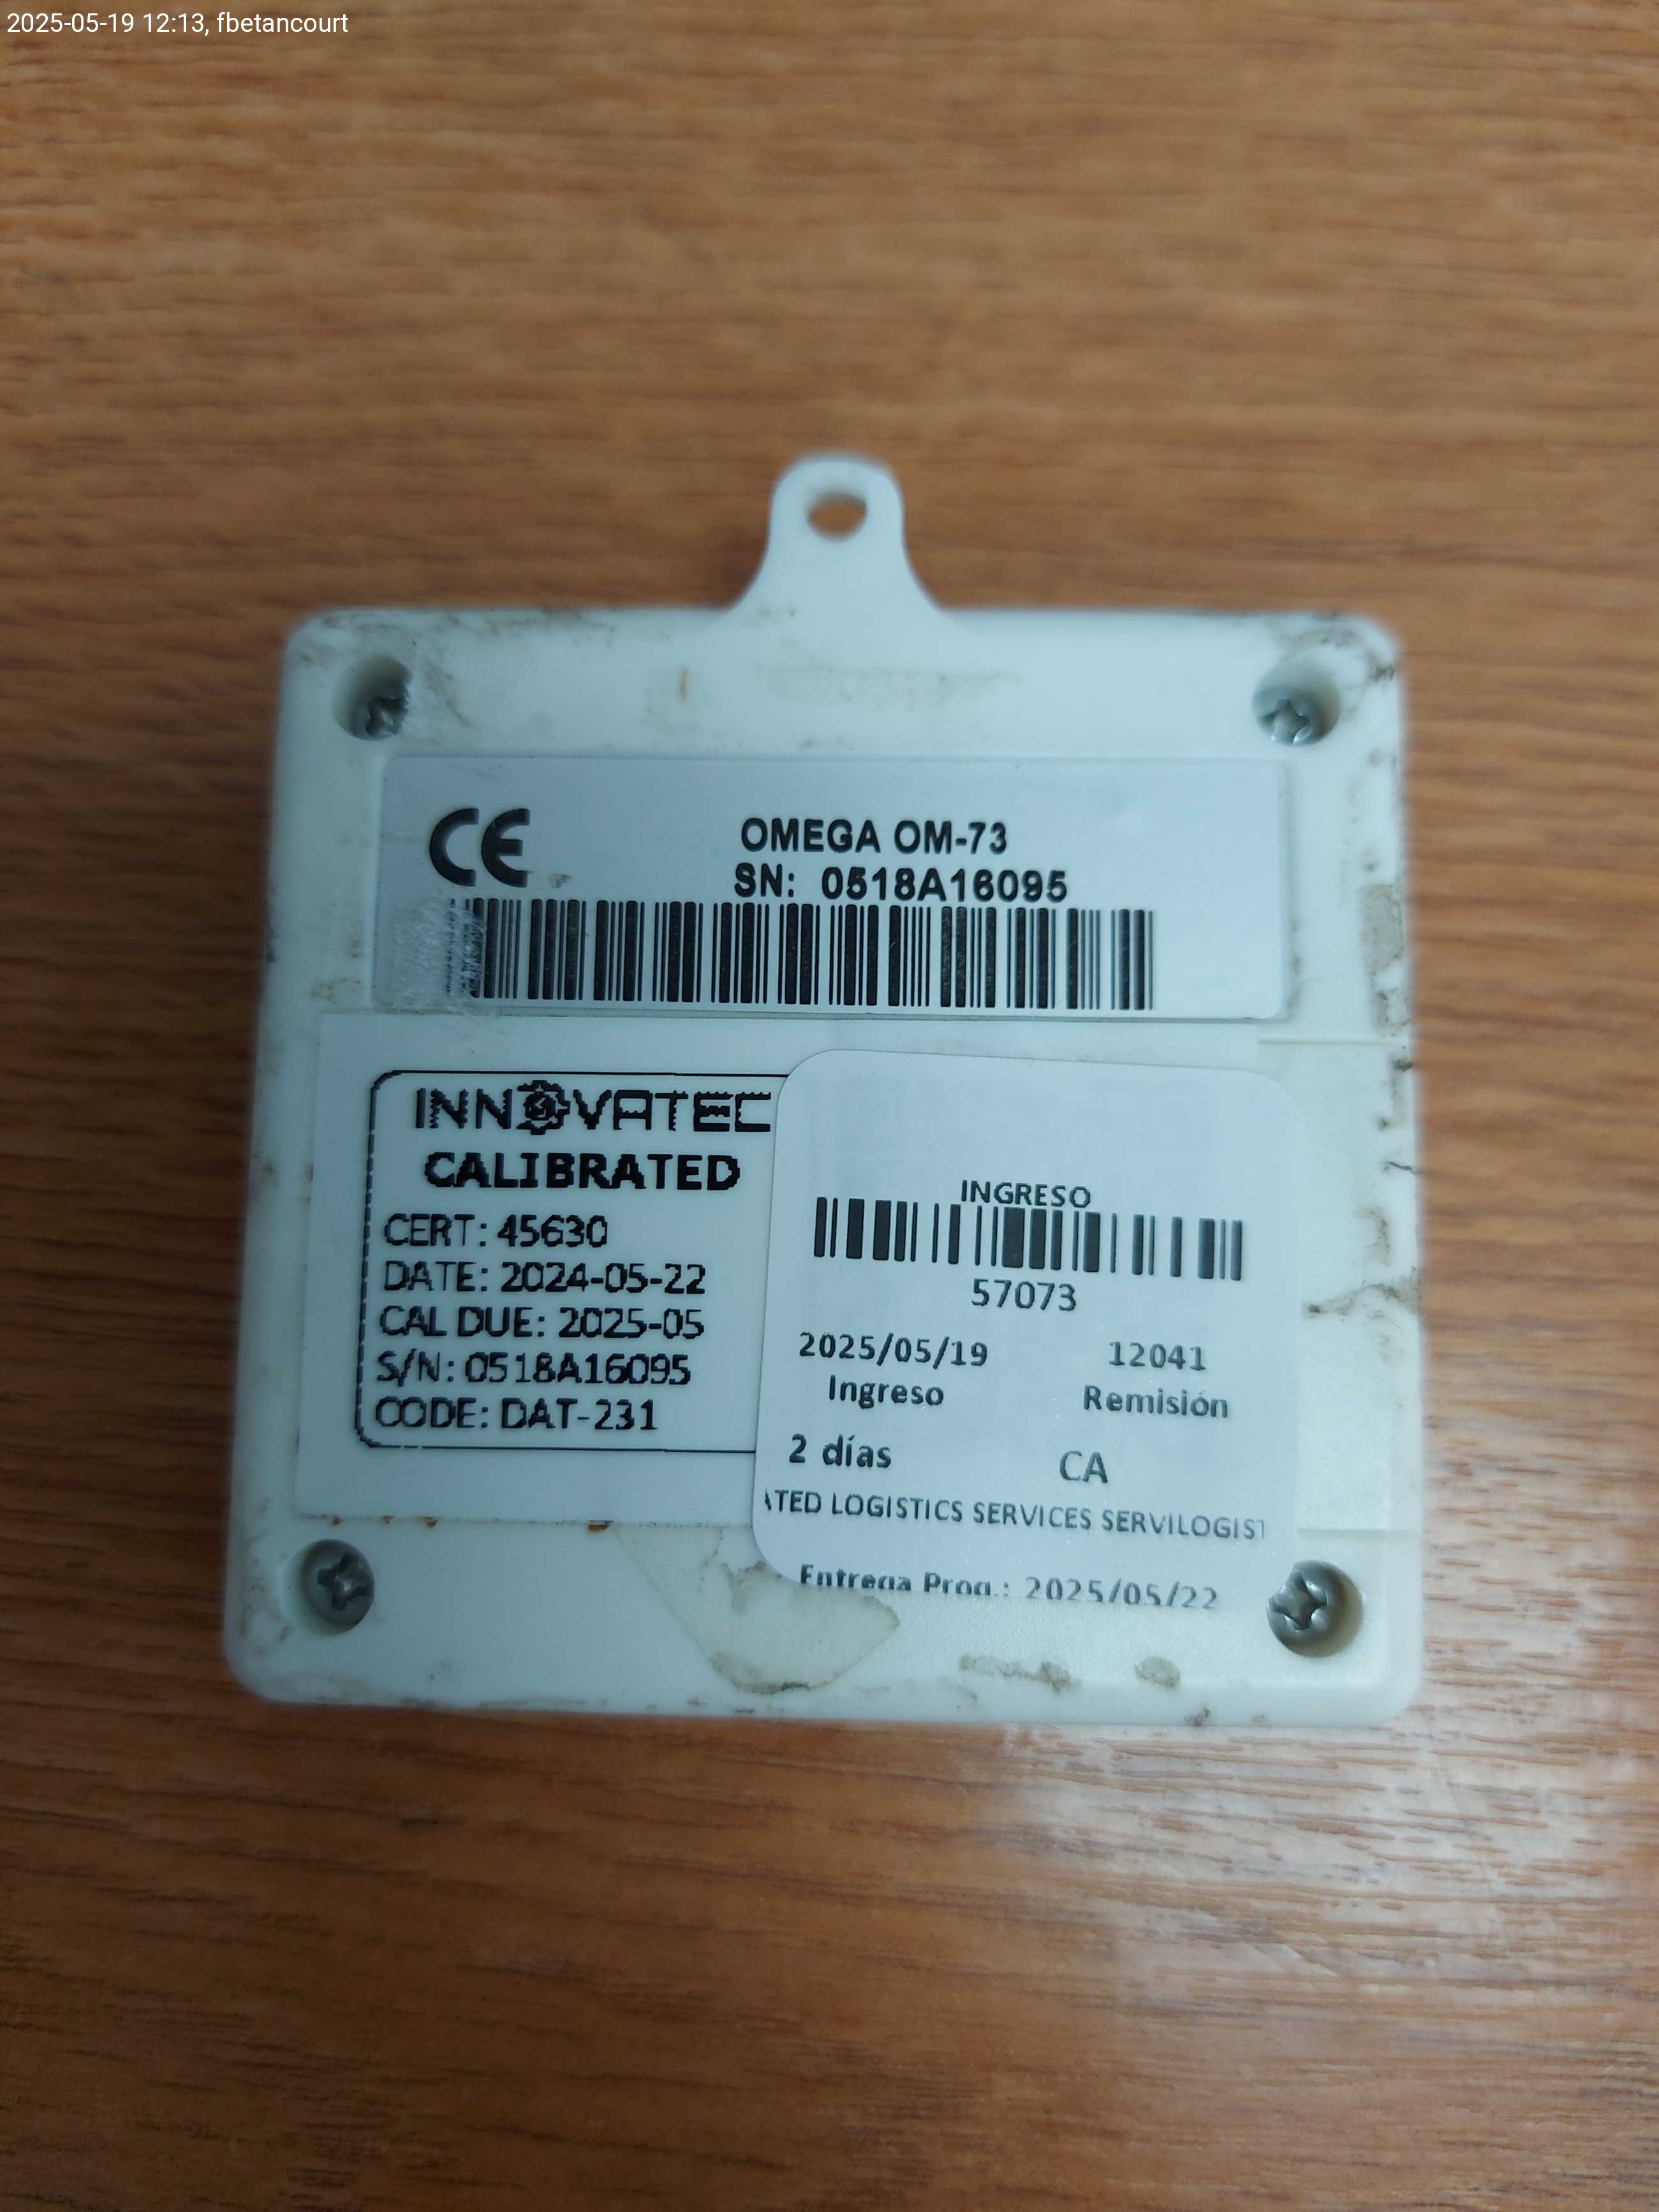 2025-05-19 12:13, fbetancourt
CE
OMEGA OM-73
SN: 0518A16095
INNOVATEC
CALIBRATED
CERT: 45630
DATE: 2024-05-22
CAL DUE: 2025-05
S/N: 0518A16095
CODE: DAT-231
INGRESO
57073
2025/05/19 12041
Ingreso Remisión
2 días CA
ATED LOGISTICS SERVICES SERVILOGIST
Entrega Prog.: 2025/05/22